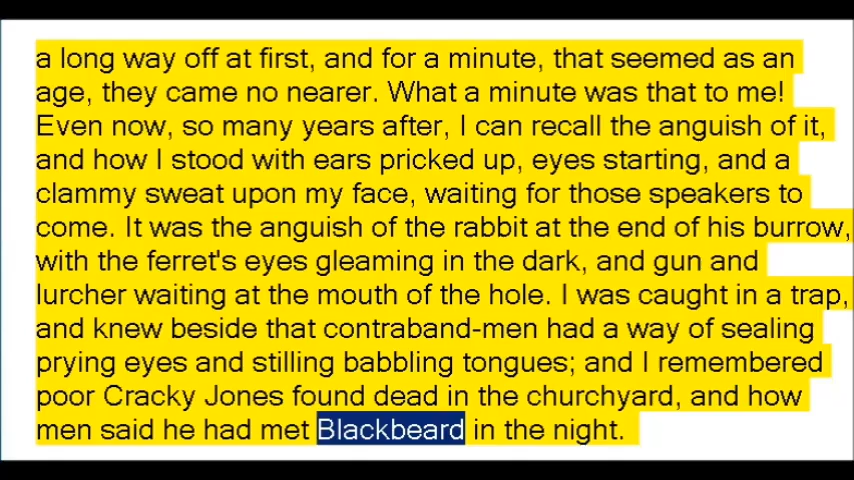 a long way off at first, and for a minute, that seemed as an
age, they came no nearer. What a minute was that to me!
Even now, so many years after, I can recall the anguish of it,
and how I stood with ears pricked up, eyes starting, and a
clammy sweat upon my face, waiting for those speakers to
come. It was the anguish of the rabbit at the end of his burrow,
with the ferret's eyes gleaming in the dark, and gun and
lurcher waiting at the mouth of the hole. I was caught in a trap,
and knew beside that contraband-men had a way of sealing
prying eyes and stilling babbling tongues; and I remembered
poor Cracky Jones found dead in the churchyard, and how
men said he had met Blackbeard in the night.